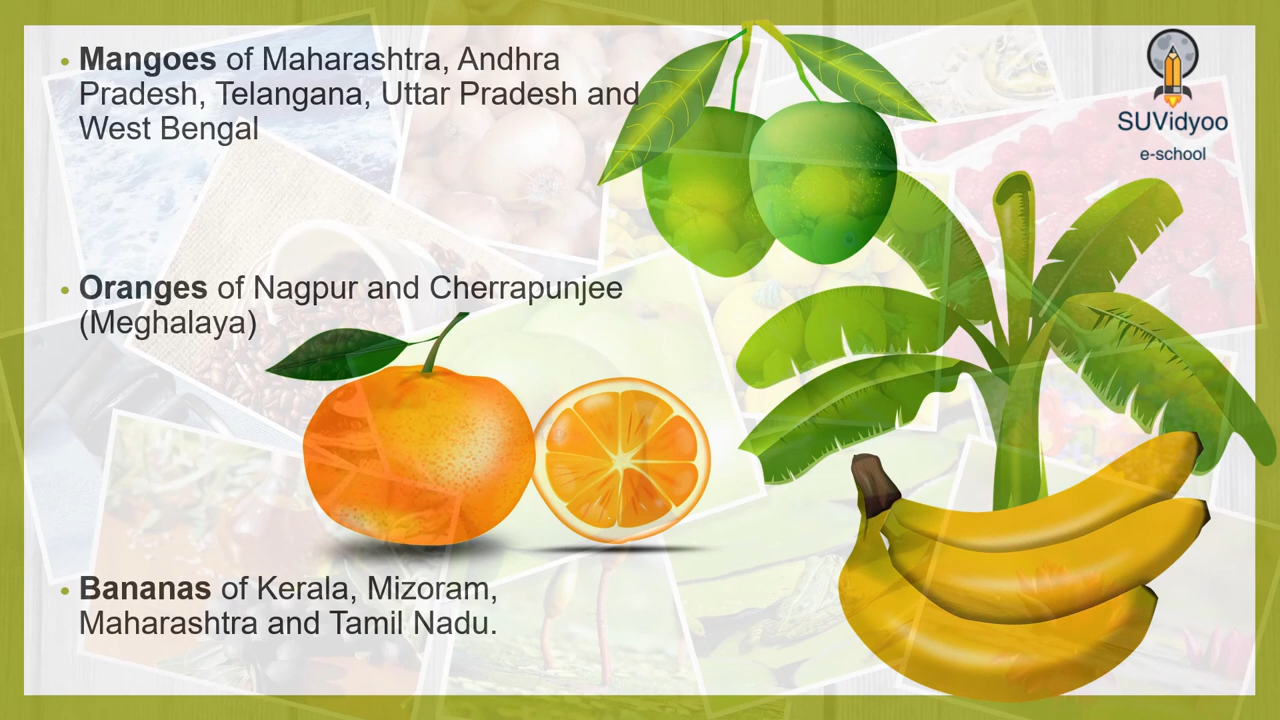 • Mangoes of Maharashtra, Andhra
Pradesh, Telangana, Uttar Pradesh and
West Bengal
SUVidyoo
e-school
• Oranges of Nagpur and Cherrapunjee
(Meghalaya)
• Bananas of Kerala, Mizoram,
Maharashtra and Tamil Nadu.